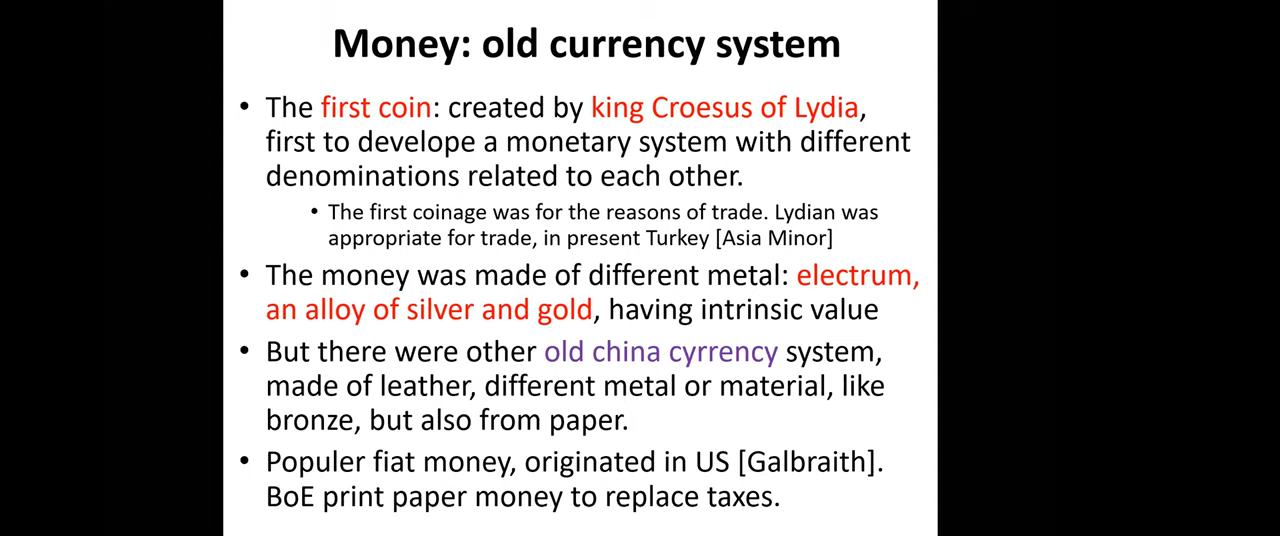 Money: old currency system
• The first coin: created by king Croesus of Lydia,
first to develope a monetary system with different
denominations related to each other.
• The first coinage was for the reasons of trade. Lydian was
appropriate for trade, in present Turkey [Asia Minor]
• The money was made of different metal: electrum,
an alloy of silver and gold, having intrinsic value
• But there were other old china cyrrency system,
made of leather, different metal or material, like
bronze, but also from paper.
• Populer fiat money, originated in US [Galbraith].
BoE print paper money to replace taxes.